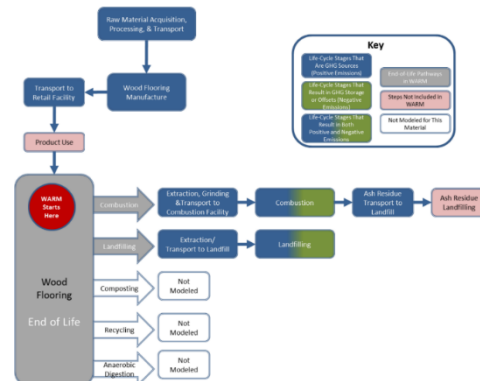 Raw Material Acquisition,
Processing, & Transport
Transport to
Retail Facility
Wood Flooring
Manufacture
Product Use
Key
Life-Cycle Stages That
Are GHG Sources
(Positive Emissions)
Life-Cycle Stages That
Result in GHG Storage
or Offsets (Negative
Emissions)
Life-Cycle Stages That
Result in both
Positive and Negative
Emissions
End of Life Pathways
in WARM
Steps Not Included in
WARM
Not Modeled for This
Material
WARM
Starts
Here
Wood
Flooring
End of Life
Combustion
Extraction, Grinding
&Transport to
Combustion Facility
Combustion
Ash Residue
Transport to
Landfill
Ash Residue
Landfilling
Landfilling
Extraction/
Transport to Landfill
Landfilling
Composting
Not
Modeled
Recycling
Not
Modeled
Anaerobic
Digestion
Not
Modeled